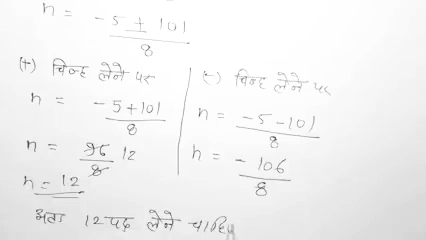 n = -5 ± 101 / 8
(+) चिन्ह लेने पर
n = -5+101 / 8
n = 96 / 8 12
n = 12
(-) चिन्ह लेने पर
n = -5-101 / 8
n = -106 / 8
अतः 12 पद लेने चाहिए